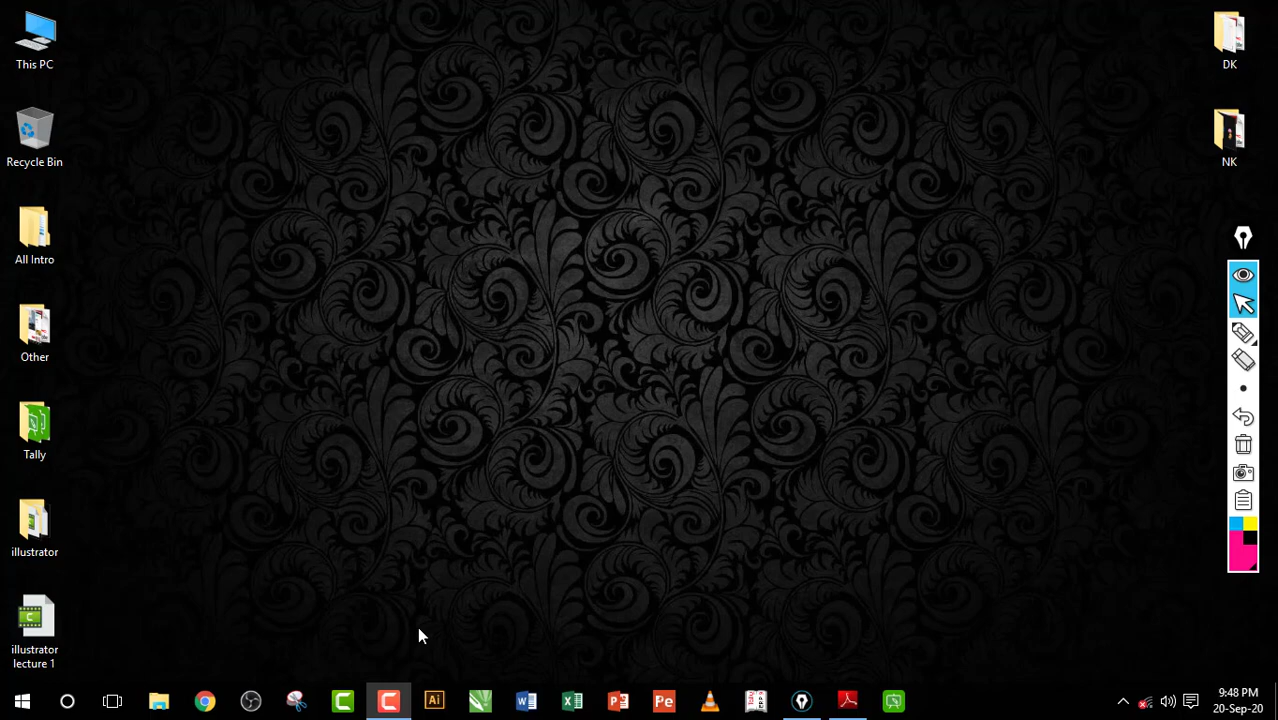 This PC
Recycle Bin
All Intro
Other
Tally
illustrator
illustrator
lecture 1
DK
NK
Ai
Pe
9:48 PM
20-Sep-20